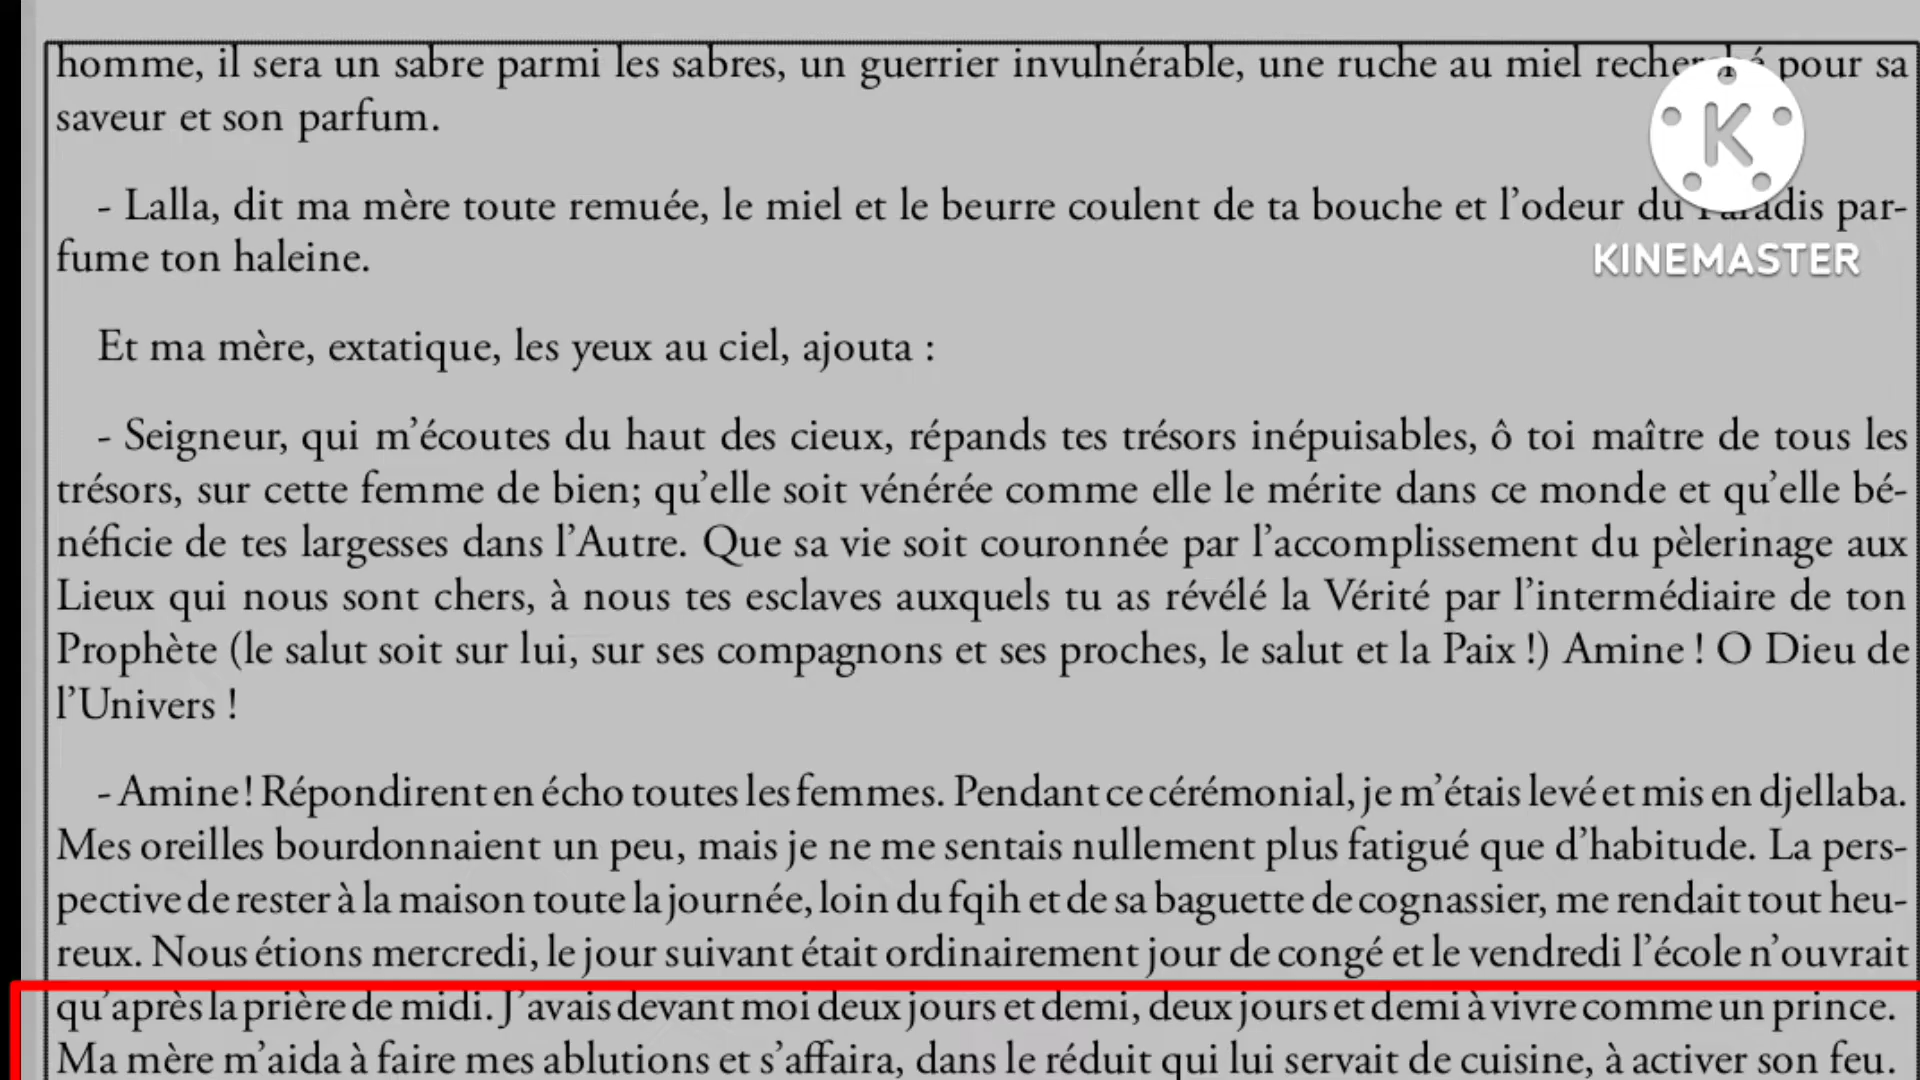 homme, il sera un sabre parmi les sabres, un guerrier invulnérable, une ruche au miel recherché pour sa
saveur et son parfum.
- Lalla, dit ma mère toute remuée, le miel et le beurre coulent de ta bouche et l'odeur du Paradis par-
fume ton haleine.
Et ma mère, extatique, les yeux au ciel, ajouta :
- Seigneur, qui m'écoutes du haut des cieux, répands tes trésors inépuisables, ô toi maître de tous les
trésors, sur cette femme de bien; qu'elle soit vénérée comme elle le mérite dans ce monde et qu'elle bé-
néficie de tes largesses dans l'Autre. Que sa vie soit couronnée par l'accomplissement du pèlerinage aux
Lieux qui nous sont chers, à nous tes esclaves auxquels tu as révélé la Vérité par l'intermédiaire de ton
Prophète (le salut soit sur lui, sur ses compagnons et ses proches, le salut et la Paix !) Amine ! O Dieu de
l'Univers !
- Amine ! Répondirent en écho toutes les femmes. Pendant ce cérémonial, je m'étais levé et mis en djellaba.
Mes oreilles bourdonnaient un peu, mais je ne me sentais nullement plus fatigué que d'habitude. La pers-
pective de rester à la maison toute la journée, loin du fqih et de sa baguette de cognassier, me rendait tout heu-
reux. Nous étions mercredi, le jour suivant était ordinairement jour de congé et le vendredi l'école n'ouvrait
qu'après la prière de midi. J'avais devant moi deux jours et demi, deux jours et demi à vivre comme un prince.
Ma mère m'aida à faire mes ablutions et s'affaira, dans le réduit qui lui servait de cuisine, à activer son feu.
K
KINEMASTER